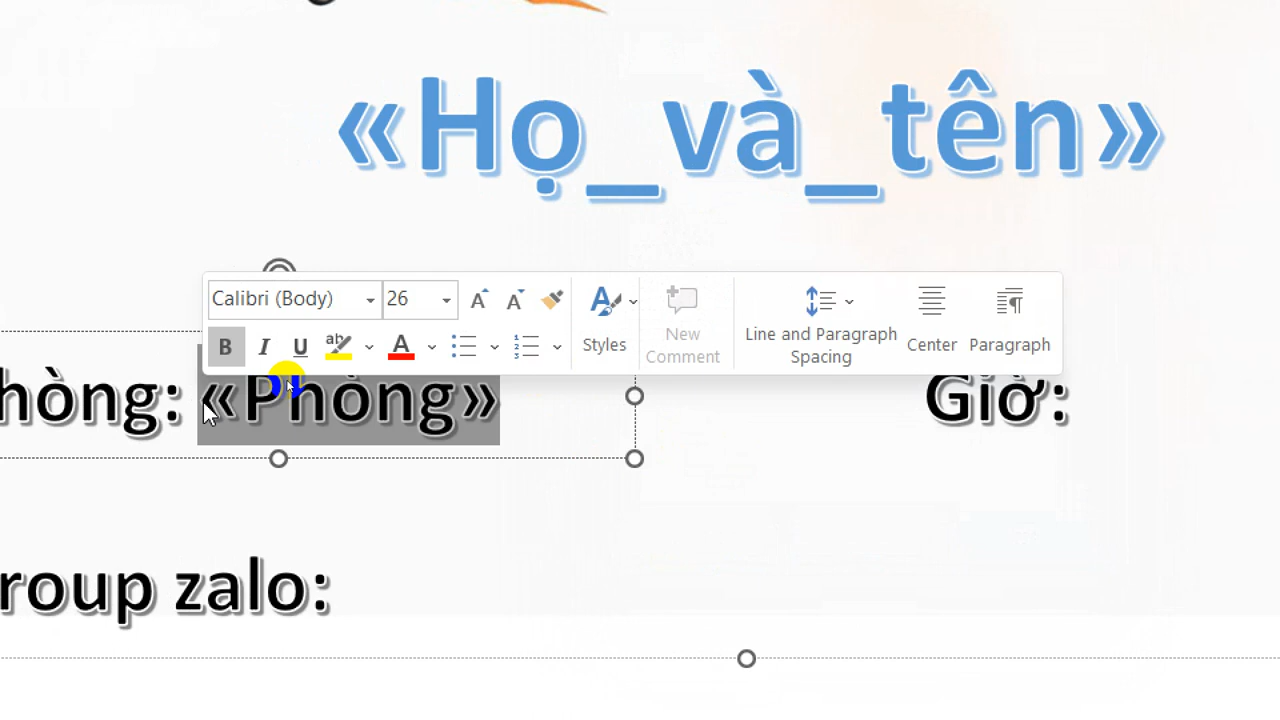 «Họ_và_tên»
Calibri (Body) 26
B I U A
Styles
New Comment
Line and Paragraph Spacing
Center
Paragraph
hòng: «Phòng»
Giờ:
roup zalo: